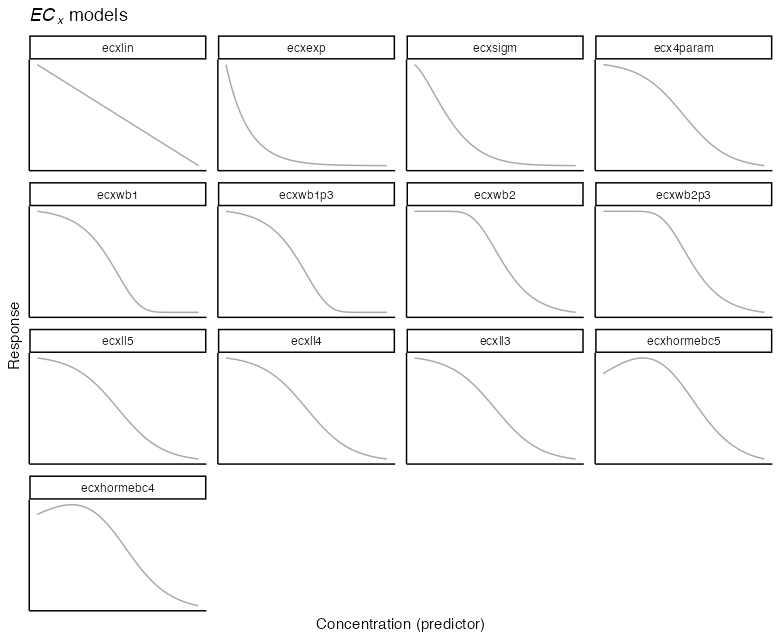 ECx models
ecxlin
ecxexp
ecxsigm
ecx4param
ecxwb1
ecxwb1p3
ecxwb2
ecxwb2p3
ecxll5
ecxll4
ecxll3
ecxhormebc5
ecxhormebc4
Response
Concentration (predictor)